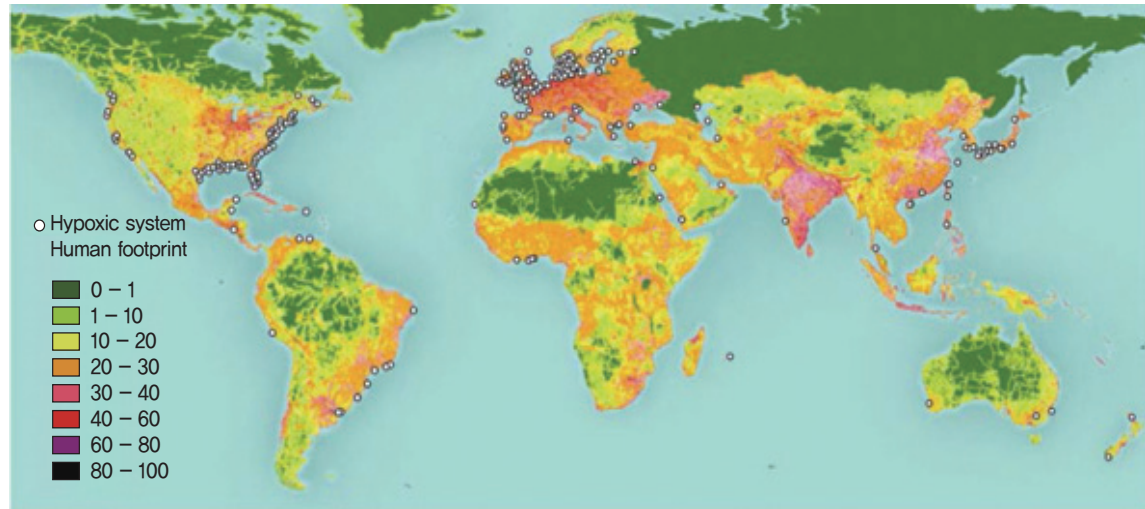 Hypoxic system
Human footprint
0 – 1
1 – 10
10 – 20
20 – 30
30 – 40
40 – 60
60 – 80
80 – 100